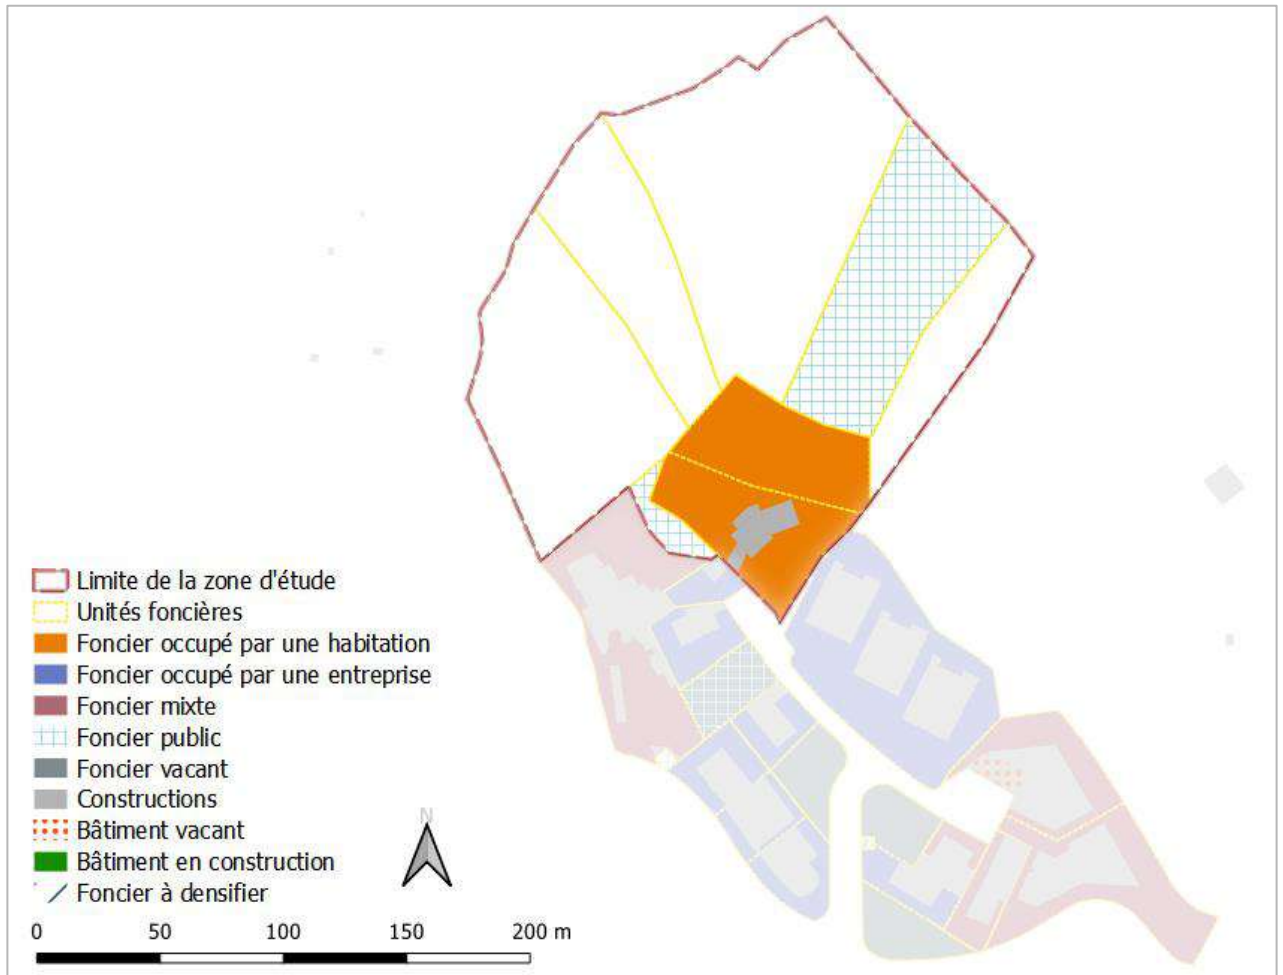 Limite de la zone d'étude
Unités foncières
Foncier occupé par une habitation
Foncier occupé par une entreprise
Foncier mixte
Foncier public
Foncier vacant
Constructions
Bâtiment vacant
Bâtiment en construction
Foncier à densifier
N
0 50 100 150 200 m